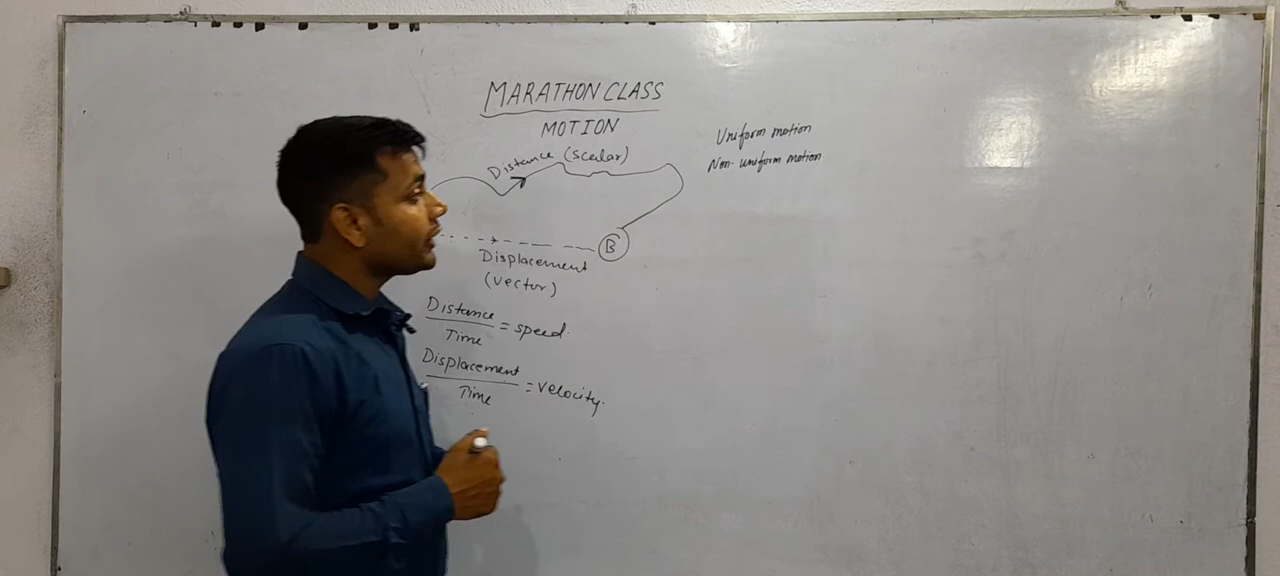 MARATHON CLASS
MOTION
Distance (scalar)
Uniform motion
Non-uniform motion
B
Displacement
(vector)
Distance
Time
= speed.
Displacement
Time
= velocity.